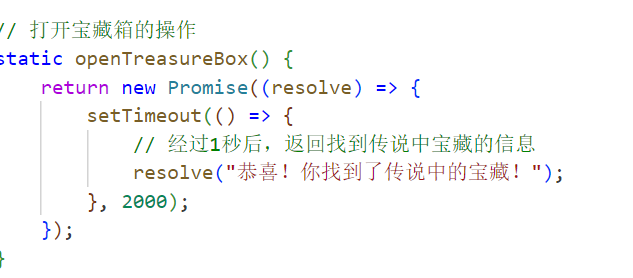 // 打开宝藏箱的操作
static openTreasureBox() {
    return new Promise((resolve) => {
        setTimeout(() => {
            // 经过1秒后，返回找到传说中宝藏的信息
            resolve("恭喜！你找到了传说中的宝藏！");
        }, 2000);
    });
}